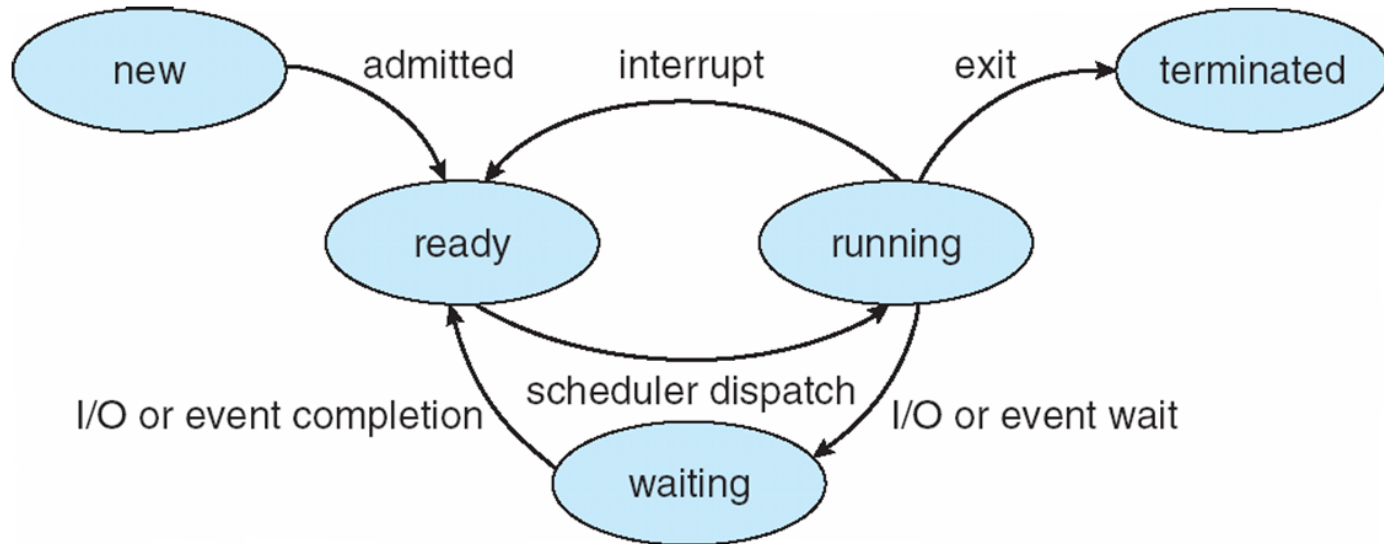 new
admitted
interrupt
exit
terminated
ready
running
scheduler dispatch
I/O or event completion
I/O or event wait
waiting